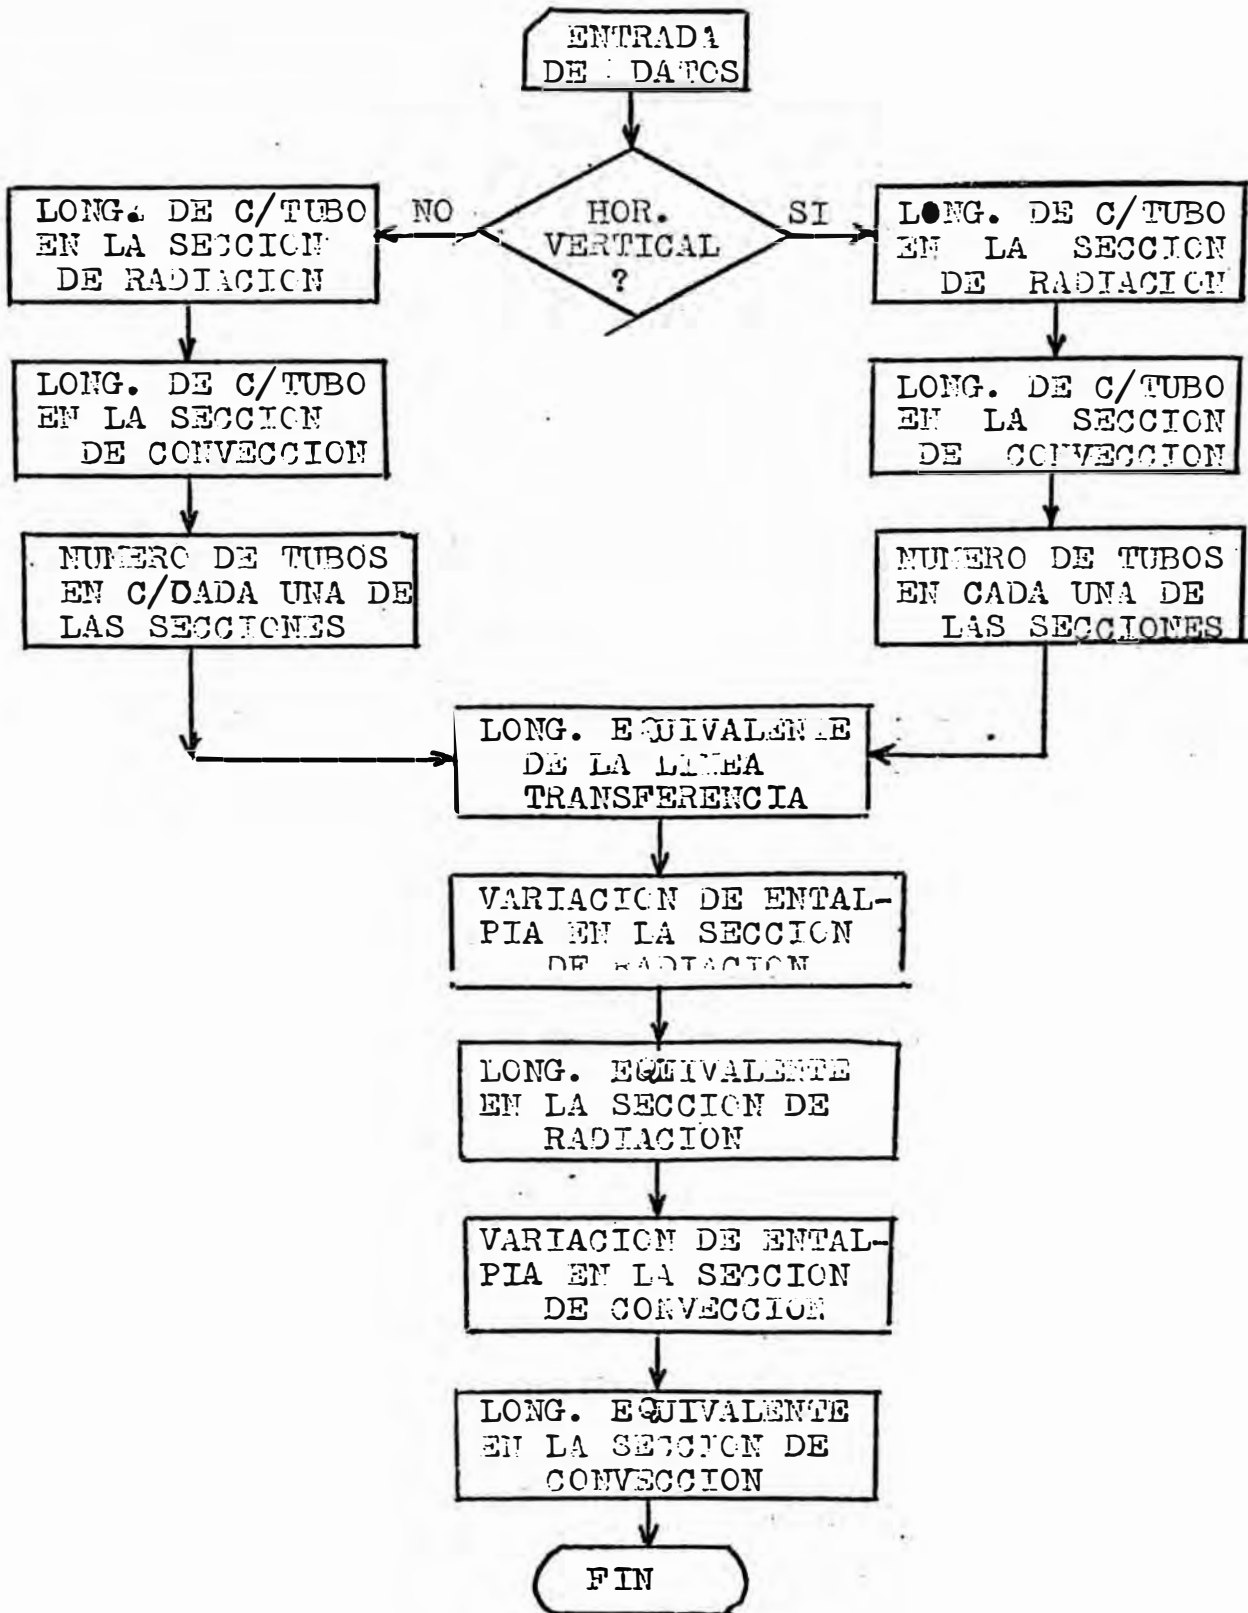 ENTRADA
DE DATOS
HOR.
VERTICAL
?
NO
SI
LONG. DE C/TUBO
EN LA SECCION
DE RADIACION
LONG. DE C/TUBO
EN LA SECCION
DE CONVECCION
NUMERO DE TUBOS
EN C/CADA UNA DE
LAS SECCIONES
LONG. DE C/TUBO
EN LA SECCION
DE RADIACION
LONG. DE C/TUBO
EN LA SECCION
DE CONVECCION
NUMERO DE TUBOS
EN CADA UNA DE
LAS SECCIONES
LONG. EQUIVALENTE
DE LA LINEA
TRANSFERENCIA
VARIACION DE ENTAL-
PIA EN LA SECCION
DE RADIACION
LONG. EQUIVALENTE
EN LA SECCION DE
RADIACION
VARIACION DE ENTAL-
PIA EN LA SECCION
DE CONVECCION
LONG. EQUIVALENTE
EN LA SECCION DE
CONVECCION
FIN